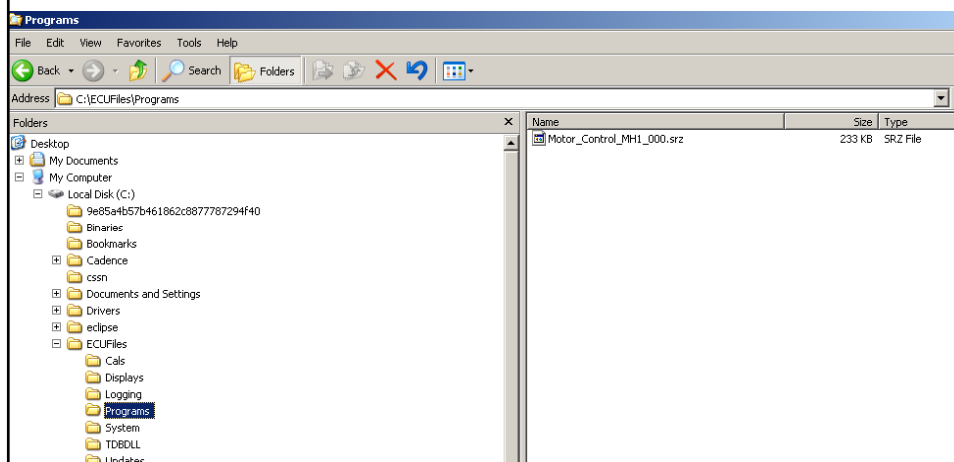 Programs
File Edit View Favorites Tools Help
Back Search Folders
Address C:\ECUFiles\Programs
Folders x Name Size Type
Desktop Motor_Control_MH1_000.srz 233 KB SRZ File
My Documents
My Computer
Local Disk (C:)
9e85a4b57b461862c8877787294f40
Binaries
Bookmarks
Cadence
cssn
Documents and Settings
Drivers
eclipse
ECUFiles
Cals
Displays
Logging
Programs
System
TDBDLL
Updates